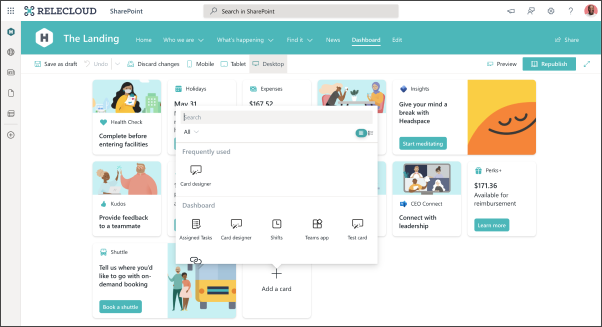 RELECLOUD
SharePoint
Search in SharePoint
The Landing
Home
Who we are
What's happening
Find it
News
Dashboard
Edit
Share
Save as draft
Undo
Discard changes
Mobile
Tablet
Desktop
Preview
Republish
Health Check
Complete before
entering facilities
Holidays
May 31
Expenses
$167.52
Insights
Give your mind a
break with
Headspace
Start meditating
Search
All
Frequently used
Card designer
Dashboard
Assigned Tasks
Card designer
Shifts
Teams app
Test card
Kudos
Provide feedback
to a teammate
CEO Connect
Connect with
leadership
Perks+
$171.36
Available for
reimbursement
Learn more
Shuttle
Tell us where you'd
like to go with on-
demand booking
Book a shuttle
Add a card